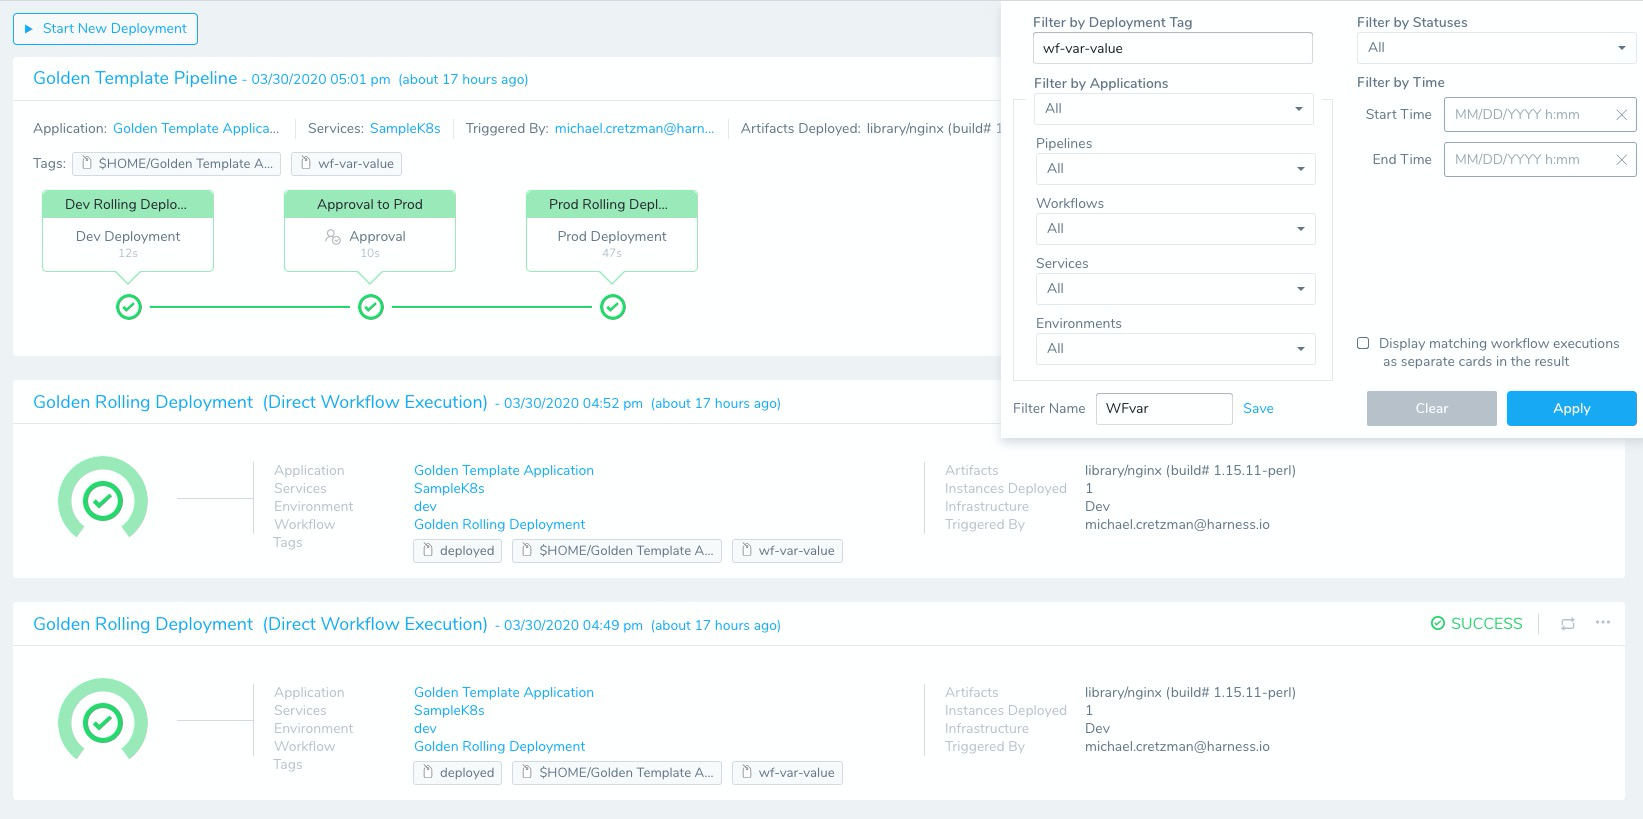 Start New Deployment
Golden Template Pipeline - 03/30/2020 05:01 pm (about 17 hours ago)
Application: Golden Template Applica... Services: SampleK8s Triggered By: michael.cretzman@harn... Artifacts Deployed: library/nginx (build# 1
Tags: $HOME/Golden Template A... wf-var-value
Dev Rolling Deplo... Approval to Prod Prod Rolling Depl...
Dev Deployment Approval Prod Deployment
12s 10s 47s
Filter by Deployment Tag
wf-var-value
Filter by Applications
All
Pipelines
All
Workflows
All
Services
All
Environments
All
Filter Name WFvar Save
Filter by Statuses
All
Filter by Time
Start Time MM/DD/YYYY h:mm
End Time MM/DD/YYYY h:mm
Display matching workflow executions
as separate cards in the result
Clear Apply
Golden Rolling Deployment (Direct Workflow Execution) - 03/30/2020 04:52 pm (about 17 hours ago)
Application Golden Template Application Artifacts library/nginx (build# 1.15.11-perl)
Services SampleK8s Instances Deployed 1
Environment dev Infrastructure Dev
Workflow Golden Rolling Deployment Triggered By michael.cretzman@harness.io
Tags
deployed $HOME/Golden Template A... wf-var-value
Golden Rolling Deployment (Direct Workflow Execution) - 03/30/2020 04:49 pm (about 17 hours ago) SUCCESS
Application Golden Template Application Artifacts library/nginx (build# 1.15.11-perl)
Services SampleK8s Instances Deployed 1
Environment dev Infrastructure Dev
Workflow Golden Rolling Deployment Triggered By michael.cretzman@harness.io
Tags
deployed $HOME/Golden Template A... wf-var-value